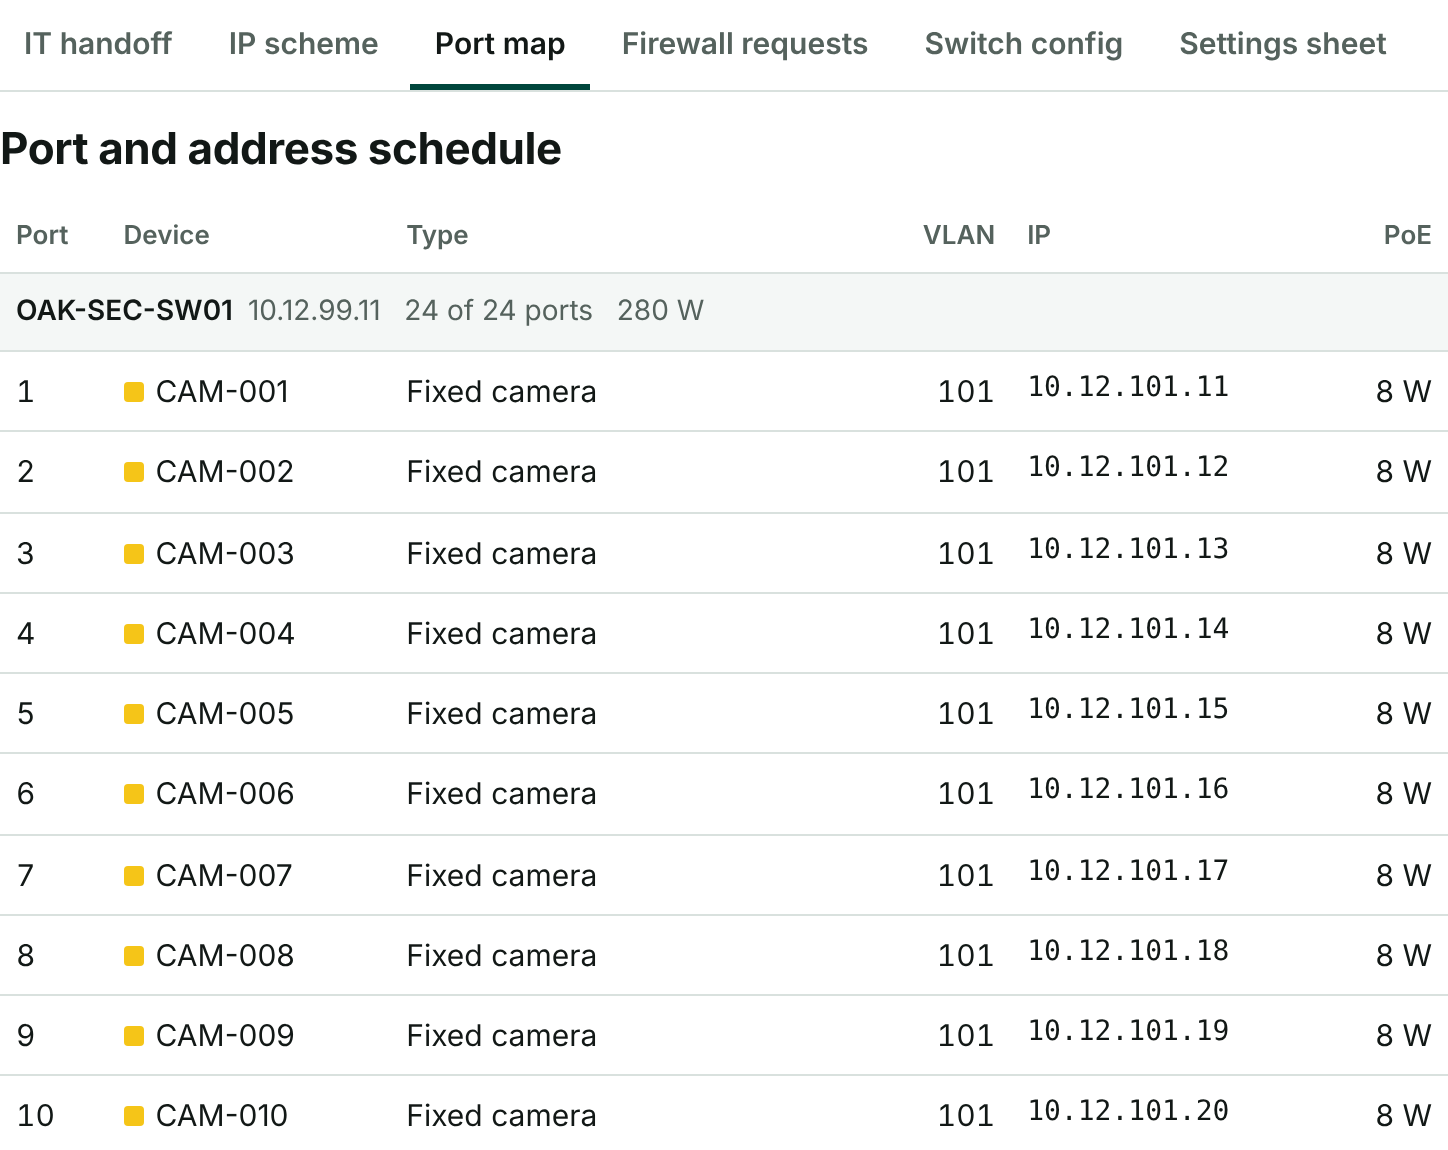 IT handoff IP scheme Port map Firewall requests Switch config Settings sheet
Port and address schedule
Port Device Type VLAN IP PoE
OAK-SEC-SW01 10.12.99.11 24 of 24 ports 280 W
1 CAM-001 Fixed camera 101 10.12.101.11 8 W
2 CAM-002 Fixed camera 101 10.12.101.12 8 W
3 CAM-003 Fixed camera 101 10.12.101.13 8 W
4 CAM-004 Fixed camera 101 10.12.101.14 8 W
5 CAM-005 Fixed camera 101 10.12.101.15 8 W
6 CAM-006 Fixed camera 101 10.12.101.16 8 W
7 CAM-007 Fixed camera 101 10.12.101.17 8 W
8 CAM-008 Fixed camera 101 10.12.101.18 8 W
9 CAM-009 Fixed camera 101 10.12.101.19 8 W
10 CAM-010 Fixed camera 101 10.12.101.20 8 W